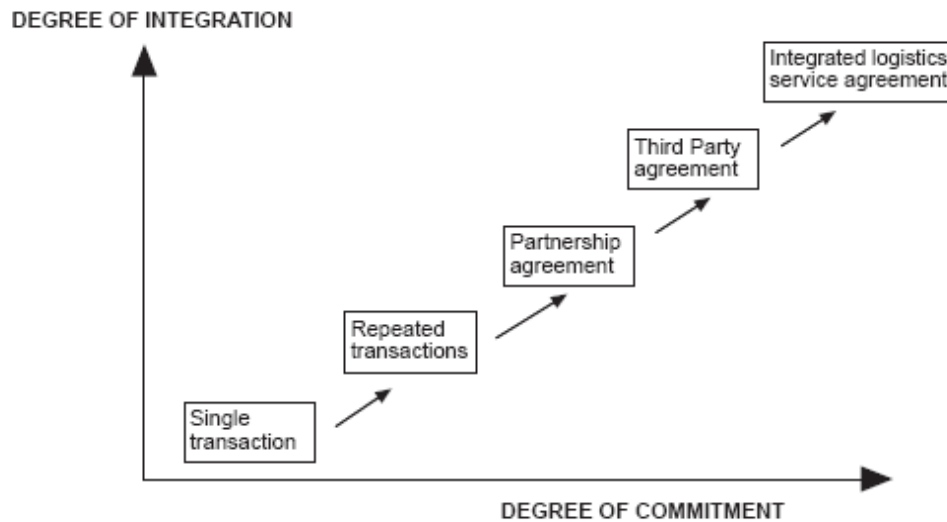 DEGREE OF INTEGRATION
Integrated logistics
service agreement
Third Party
agreement
Partnership
agreement
Repeated
transactions
Single
transaction
DEGREE OF COMMITMENT